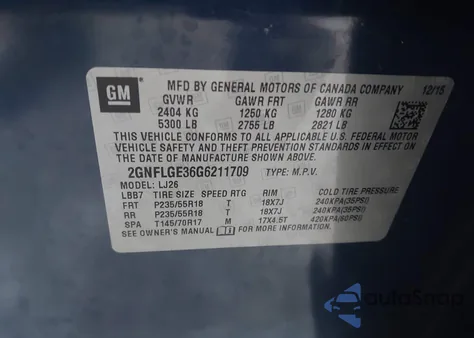 GM
MFD BY GENERAL MOTORS OF CANADA COMPANY 12/15
GVWR GAWR FRT GAWR RR
2404 KG 1250 KG 1280 KG
5300 LB 2755 LB 2821 LB
THIS VEHICLE CONFORMS TO ALL APPLICABLE U.S. FEDERAL MOTOR
VEHICLE SAFETY AND THEFT PREVENTION STANDARDS IN EFFECT ON THE
DATE OF MANUFACTURE SHOWN ABOVE.
2GNFLGE36G6211709 TYPE: M.P.V.
MODEL: LJ26
LBB7 TIRE SIZE SPEED RTG RIM COLD TIRE PRESSURE
FRT P235/55R18 T 18X7J 240KPA(35PSI)
RR P235/55R18 T 18X7J 240KPA(35PSI)
SPA T145/70R17 M 17X4.5T 420KPA(60PSI)
SEE OWNER'S MANUAL FOR MORE INFORMATION
AutoSnap